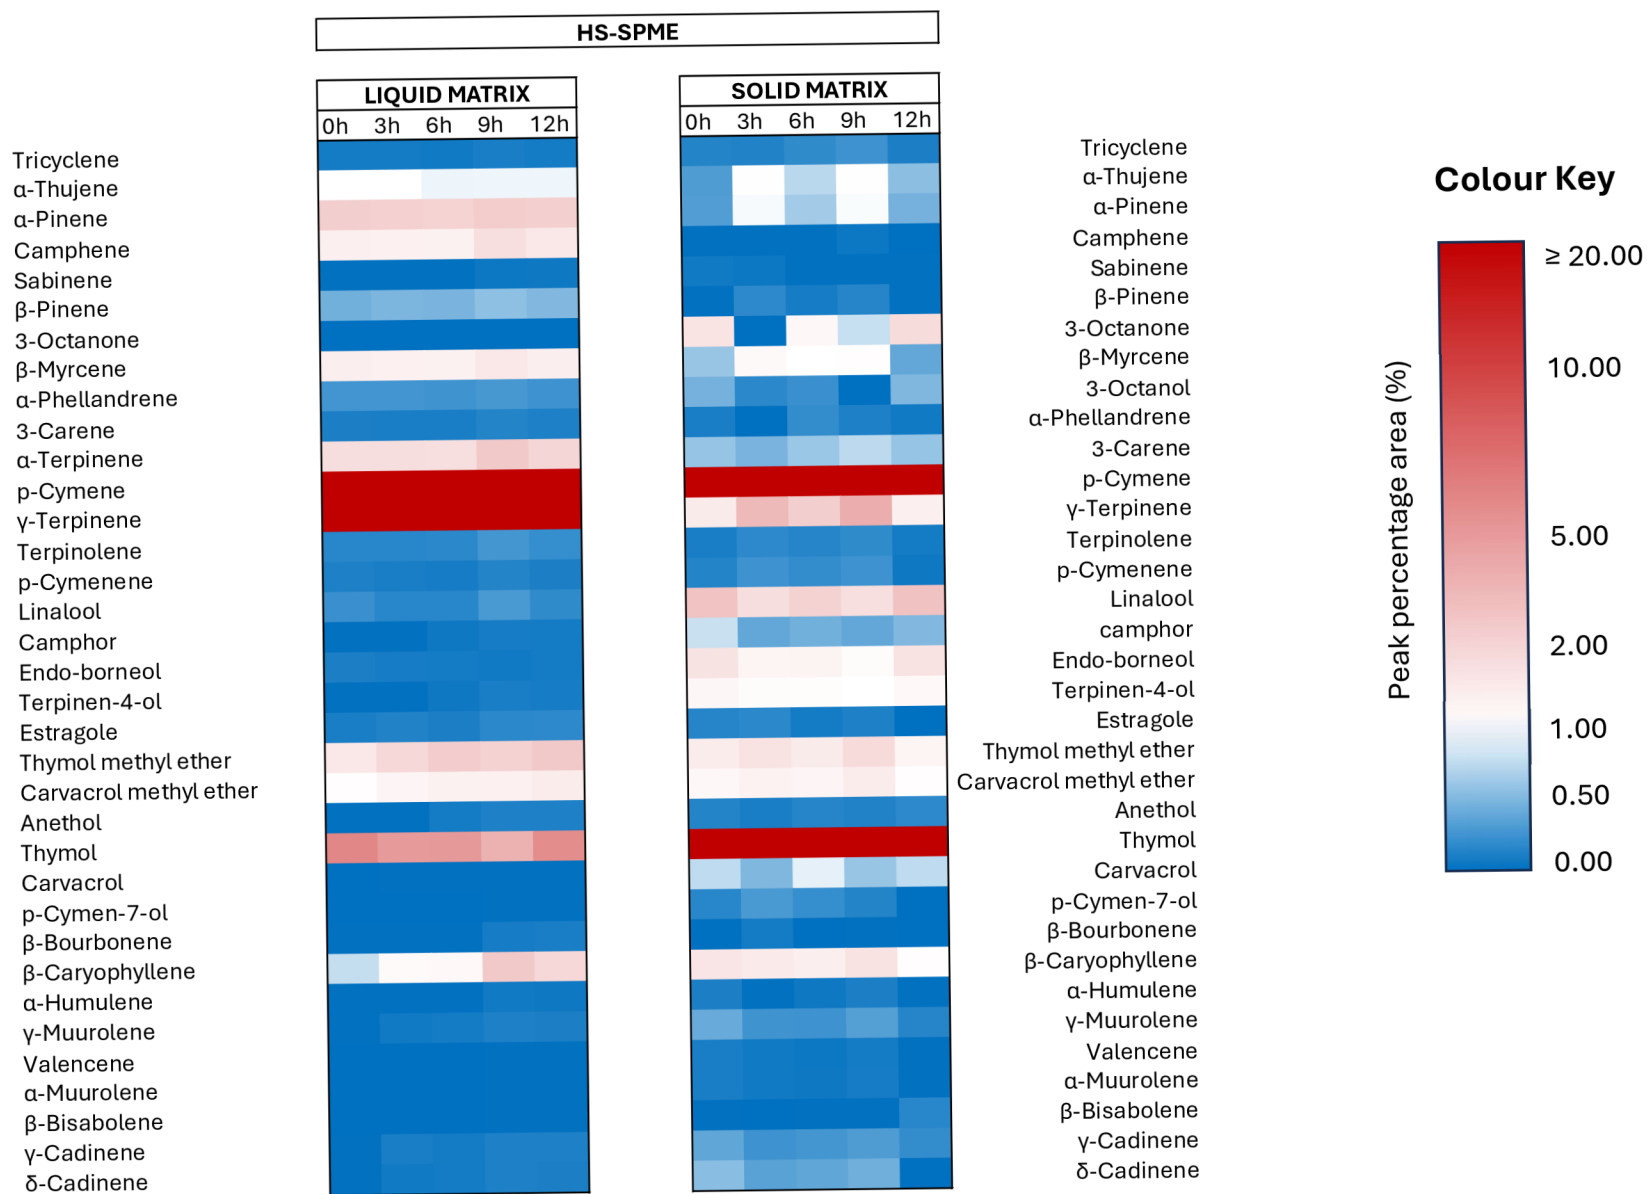 HS-SPME
LIQUID MATRIX
0h 3h 6h 9h 12h
Tricyclene
α-Thujene
α-Pinene
Camphene
Sabinene
β-Pinene
3-Octanone
β-Myrcene
α-Phellandrene
3-Carene
α-Terpinene
p-Cymene
γ-Terpinene
Terpinolene
p-Cymenene
Linalool
Camphor
Endo-borneol
Terpinen-4-ol
Estragole
Thymol methyl ether
Carvacrol methyl ether
Anethol
Thymol
Carvacrol
p-Cymen-7-ol
β-Bourbonene
β-Caryophyllene
α-Humulene
γ-Muurolene
Valencene
α-Muurolene
β-Bisabolene
γ-Cadinene
δ-Cadinene
SOLID MATRIX
0h 3h 6h 9h 12h
Tricyclene
α-Thujene
α-Pinene
Camphene
Sabinene
β-Pinene
3-Octanone
β-Myrcene
3-Octanol
α-Phellandrene
3-Carene
p-Cymene
γ-Terpinene
Terpinolene
p-Cymenene
Linalool
camphor
Endo-borneol
Terpinen-4-ol
Estragole
Thymol methyl ether
Carvacrol methyl ether
Anethol
Thymol
Carvacrol
p-Cymen-7-ol
β-Bourbonene
β-Caryophyllene
α-Humulene
γ-Muurolene
Valencene
α-Muurolene
β-Bisabolene
γ-Cadinene
δ-Cadinene
Colour Key
Peak percentage area (%)
≥ 20.00
10.00
5.00
2.00
1.00
0.50
0.00